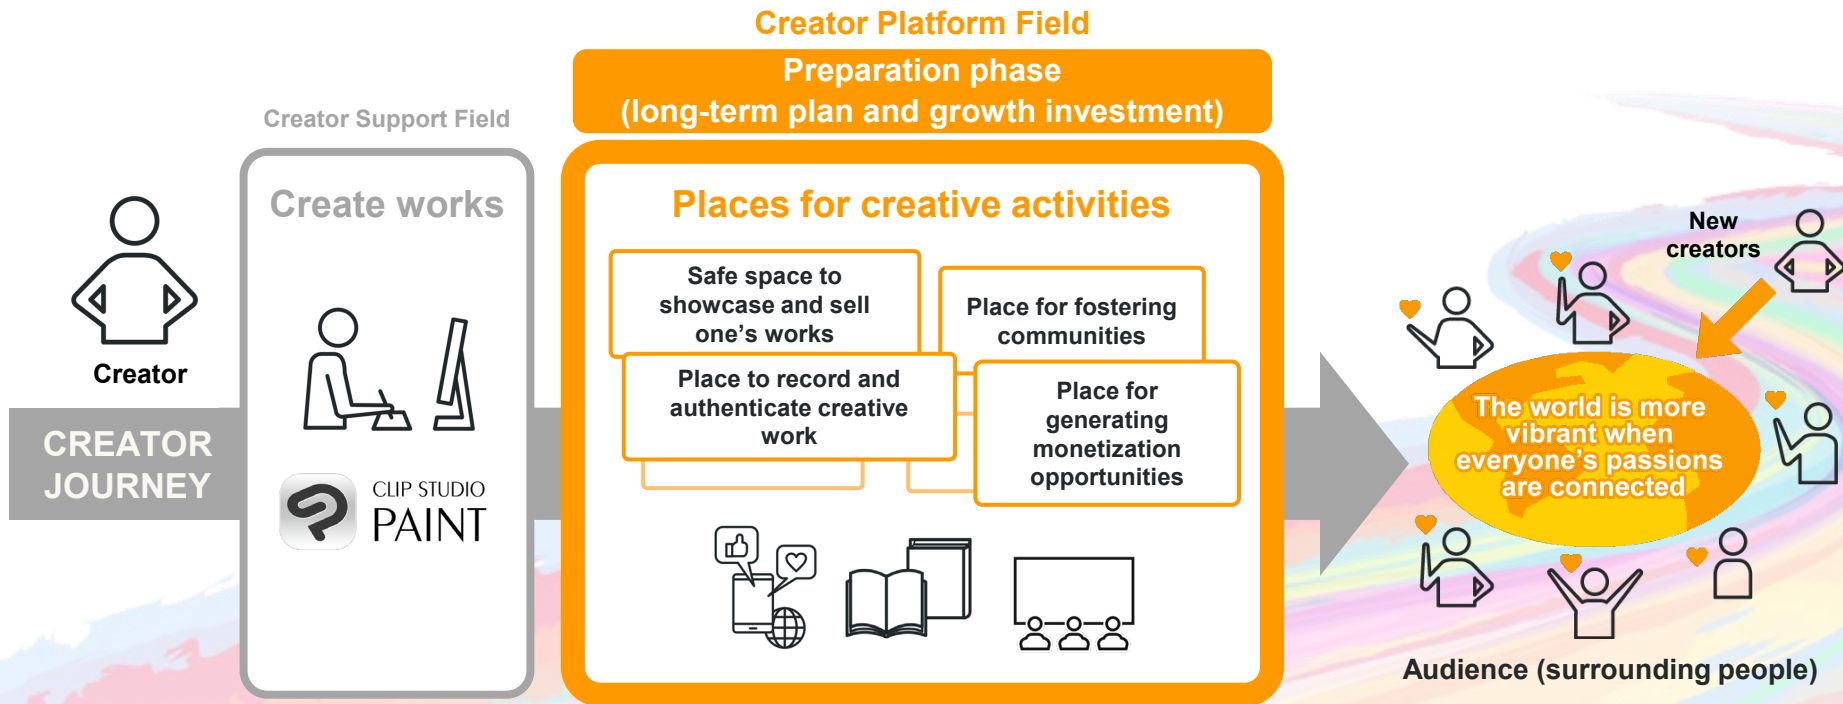 Creator Platform Field
Preparation phase
(long-term plan and growth investment)
Creator Support Field
Create works
Places for creative activities
Safe space to
showcase and sell
one's works
Place for fostering
communities
Place to record and
authenticate creative
work
Place for
generating
monetization
opportunities
Creator
CREATOR
JOURNEY
CLIP STUDIO
PAINT
New
creators
The world is more
vibrant when
everyone's passions
are connected
Audience (surrounding people)